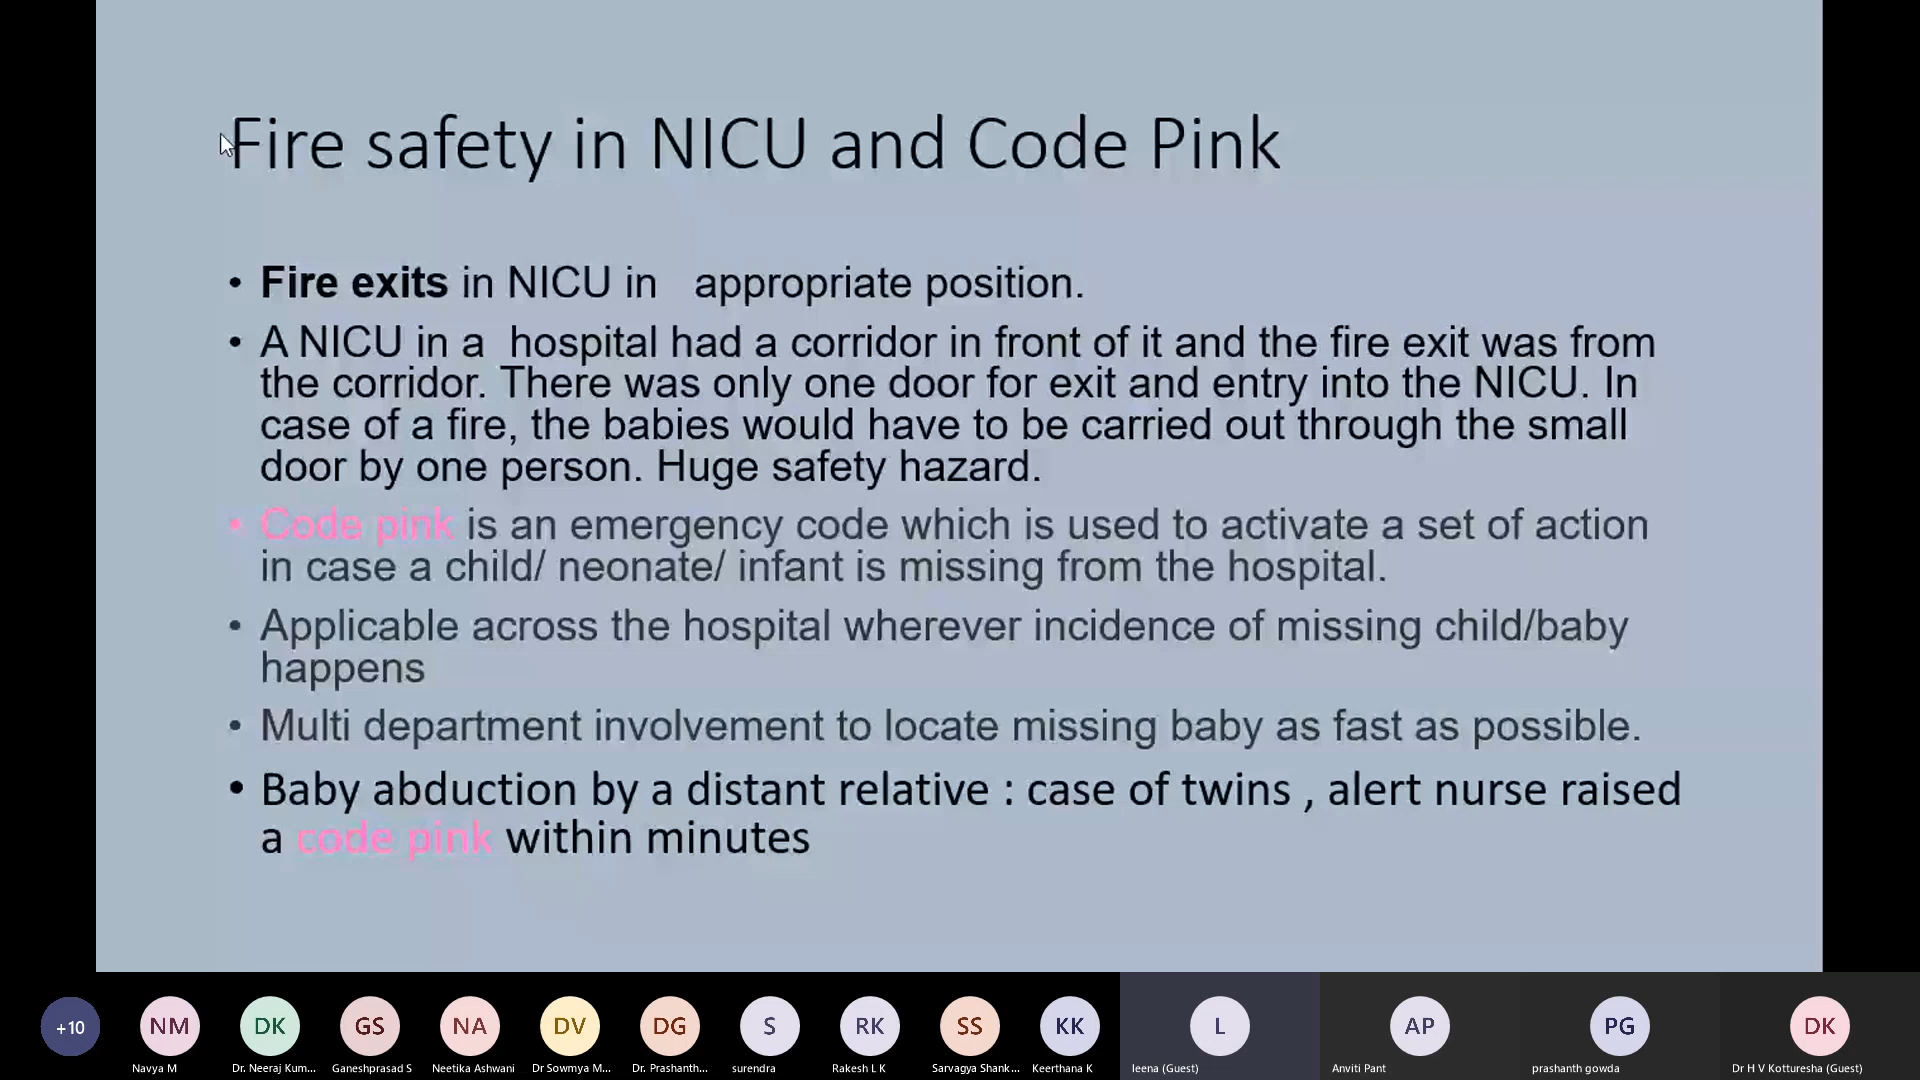 Fire safety in NICU and Code Pink
• Fire exits in NICU in appropriate position.
• A NICU in a hospital had a corridor in front of it and the fire exit was from
the corridor. There was only one door for exit and entry into the NICU. In
case of a fire, the babies would have to be carried out through the small
door by one person. Huge safety hazard.
• Code pink is an emergency code which is used to activate a set of action
in case a child/ neonate/ infant is missing from the hospital.
• Applicable across the hospital wherever incidence of missing child/baby
happens
• Multi department involvement to locate missing baby as fast as possible.
• Baby abduction by a distant relative : case of twins , alert nurse raised
a code pink within minutes
+10 NM DK GS NA DV DG S RK SS KK L AP PG DK
Navya M Dr. Neeraj Kum... Ganeshprasad S Neetika Ashwani Dr Sowmya M... Dr. Prashanth... surendra Rakesh L K Sarvagya Shank... Keerthana K leena (Guest) Anviti Pant prashanth gowda Dr H V Kotturesha (Guest)